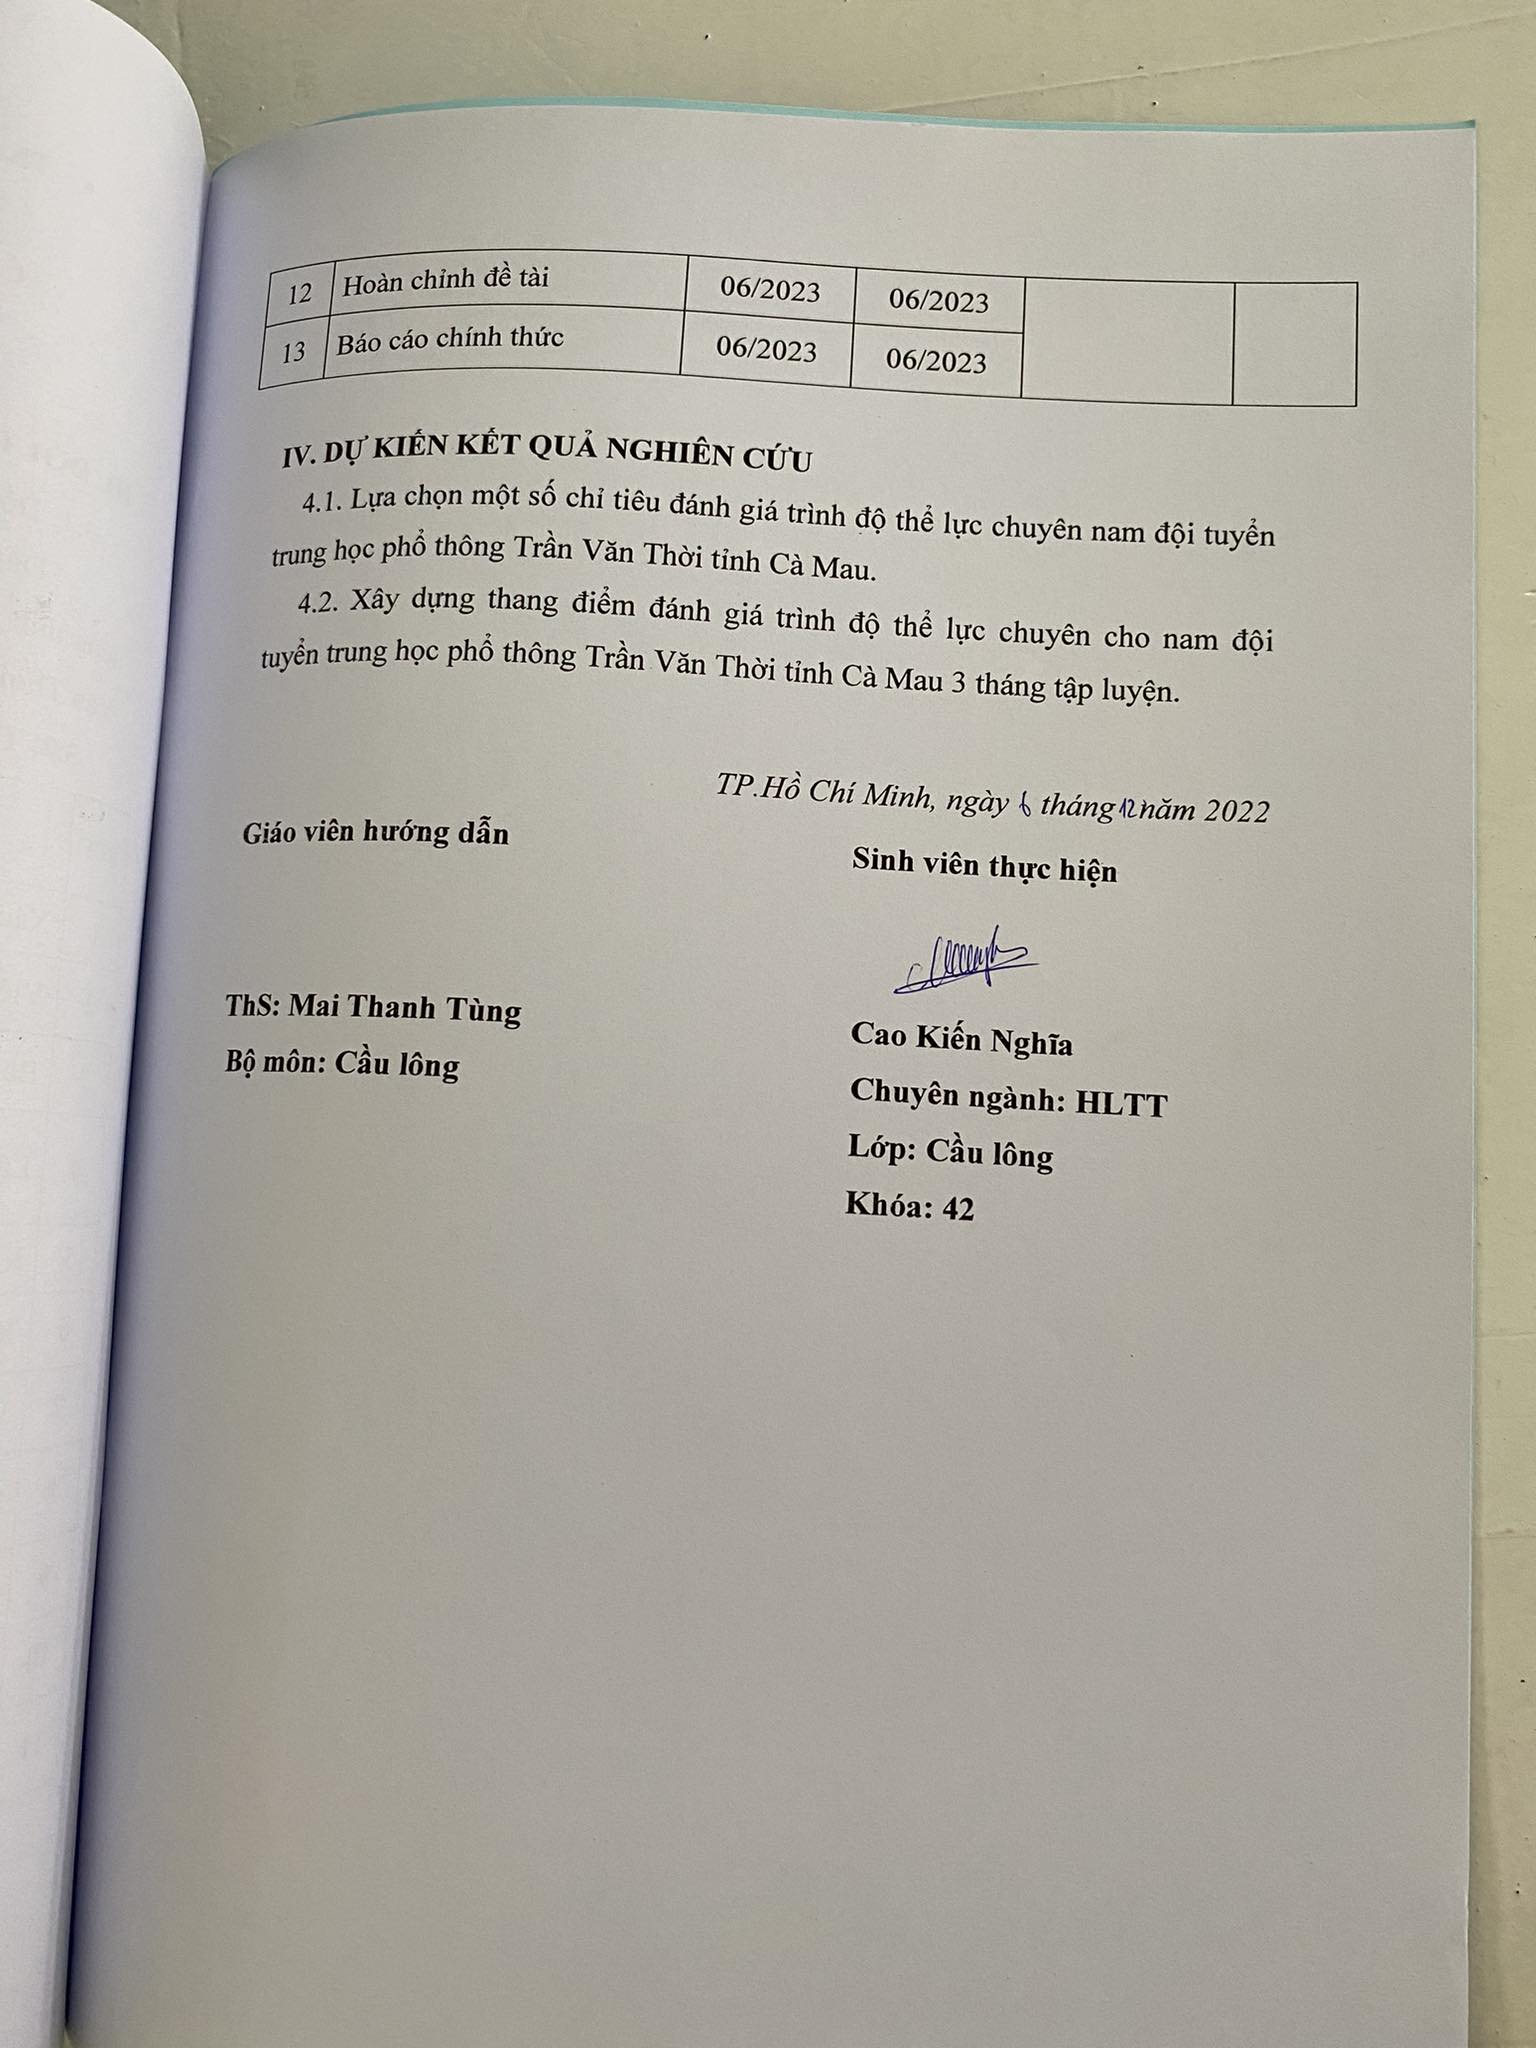 12 Hoàn chỉnh đề tài 06/2023 06/2023
13 Báo cáo chính thức 06/2023 06/2023
IV. DỰ KIẾN KẾT QUẢ NGHIÊN CỨU
4.1. Lựa chọn một số chỉ tiêu đánh giá trình độ thể lực chuyên nam đội tuyển
trung học phổ thông Trần Văn Thời tỉnh Cà Mau.
4.2. Xây dựng thang điểm đánh giá trình độ thể lực chuyên cho nam đội
tuyển trung học phổ thông Trần Văn Thời tỉnh Cà Mau 3 tháng tập luyện.
TP.Hồ Chí Minh, ngày 6 tháng 12 năm 2022
Giáo viên hướng dẫn
Sinh viên thực hiện
ThS: Mai Thanh Tùng
Bộ môn: Cầu lông
Cao Kiến Nghĩa
Chuyên ngành: HLTT
Lớp: Cầu lông
Khóa: 42